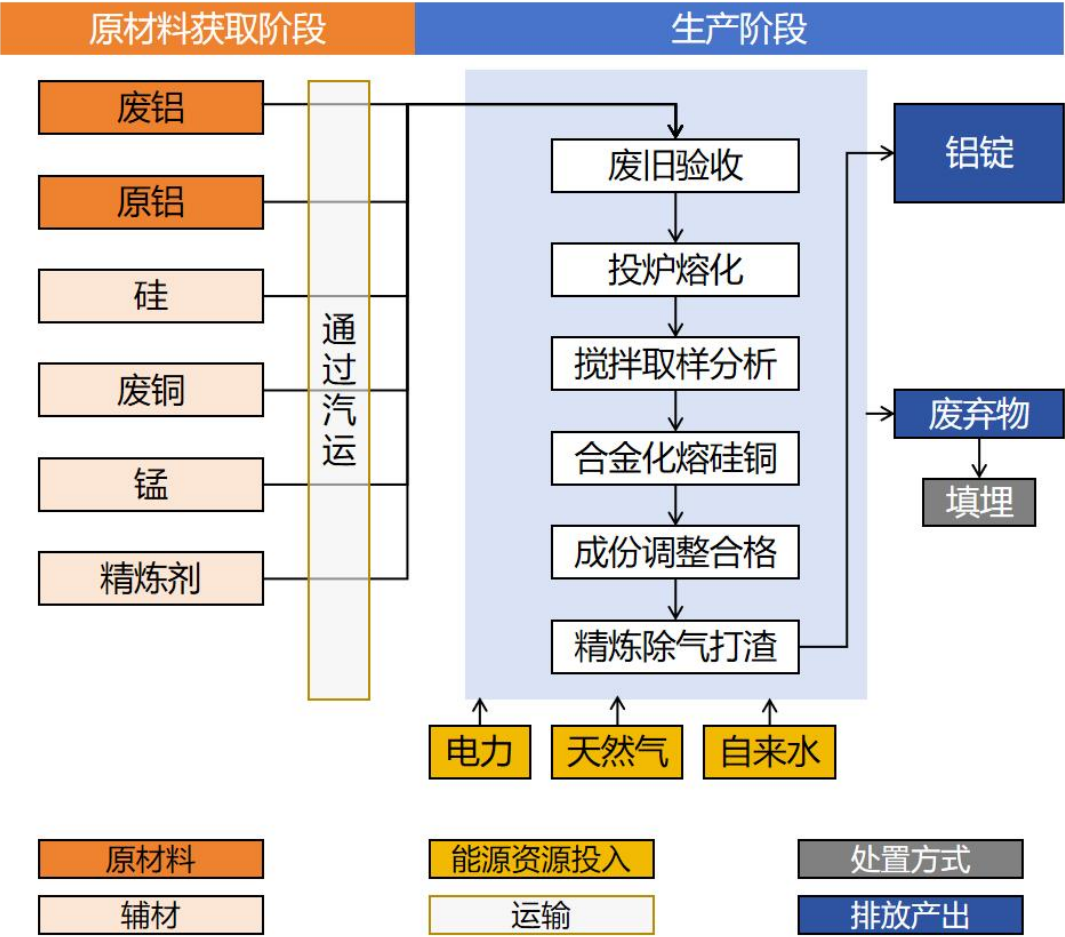 原材料获取阶段
生产阶段
废铝
原铝
硅
废铜
锰
精炼剂
通过汽运
废旧验收
投炉熔化
搅拌取样分析
合金化熔硅铜
成份调整合格
精炼除气打渣
铝锭
废弃物
填埋
电力
天然气
自来水
原材料
能源资源投入
处置方式
辅材
运输
排放产出